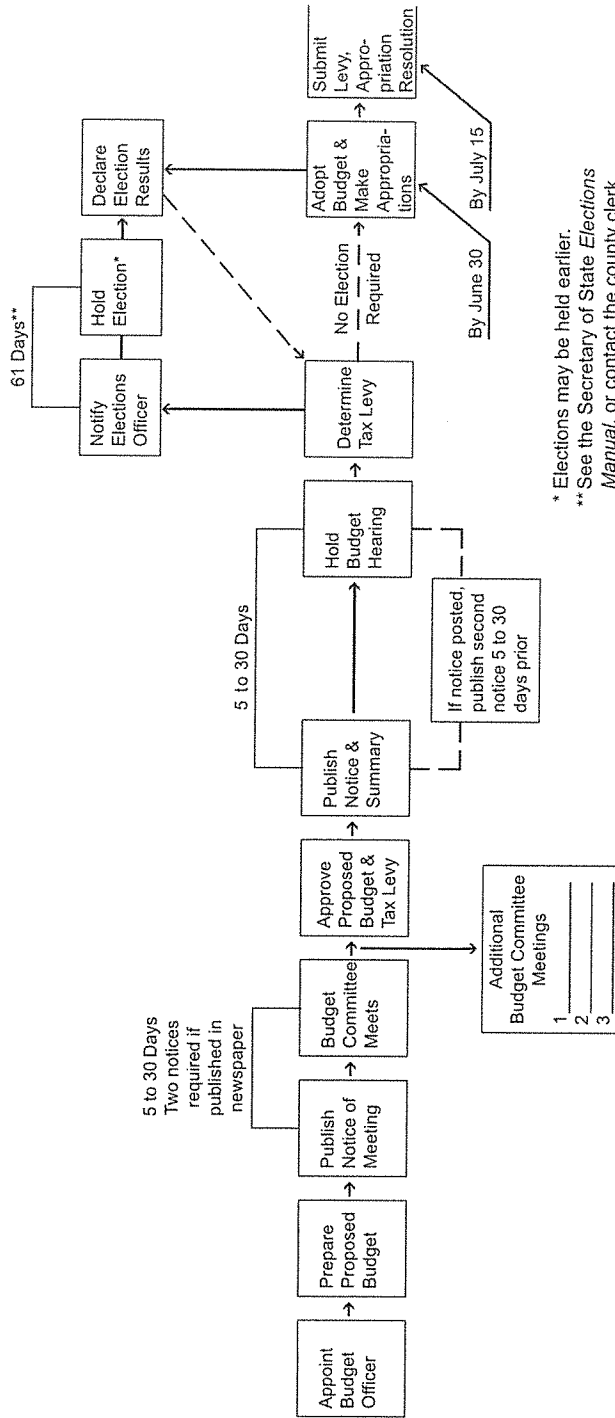 Appoint
Budget
Officer
Prepare
Proposed
Budget
Publish
Notice of
Meeting
5 to 30 Days
Two notices
required if
published in
newspaper
Budget
Committee
Meets
Additional
Budget Committee
Meetings
1
2
3
Approve
Proposed
Budget &
Tax Levy
Publish
Notice &
Summary
5 to 30 Days
If notice posted,
publish second
notice 5 to 30
days prior
Hold
Budget
Hearing
Determine
Tax Levy
Notify
Elections
Officer
61 Days**
Hold
Election*
Declare
Election
Results
No Election
Required
Adopt
Budget &
Make
Appropria-
tions
By June 30
Submit
Levy,
Appro-
priation
Resolution
By July 15
* Elections may be held earlier.
** See the Secretary of State Elections
Manual, or contact the county clerk